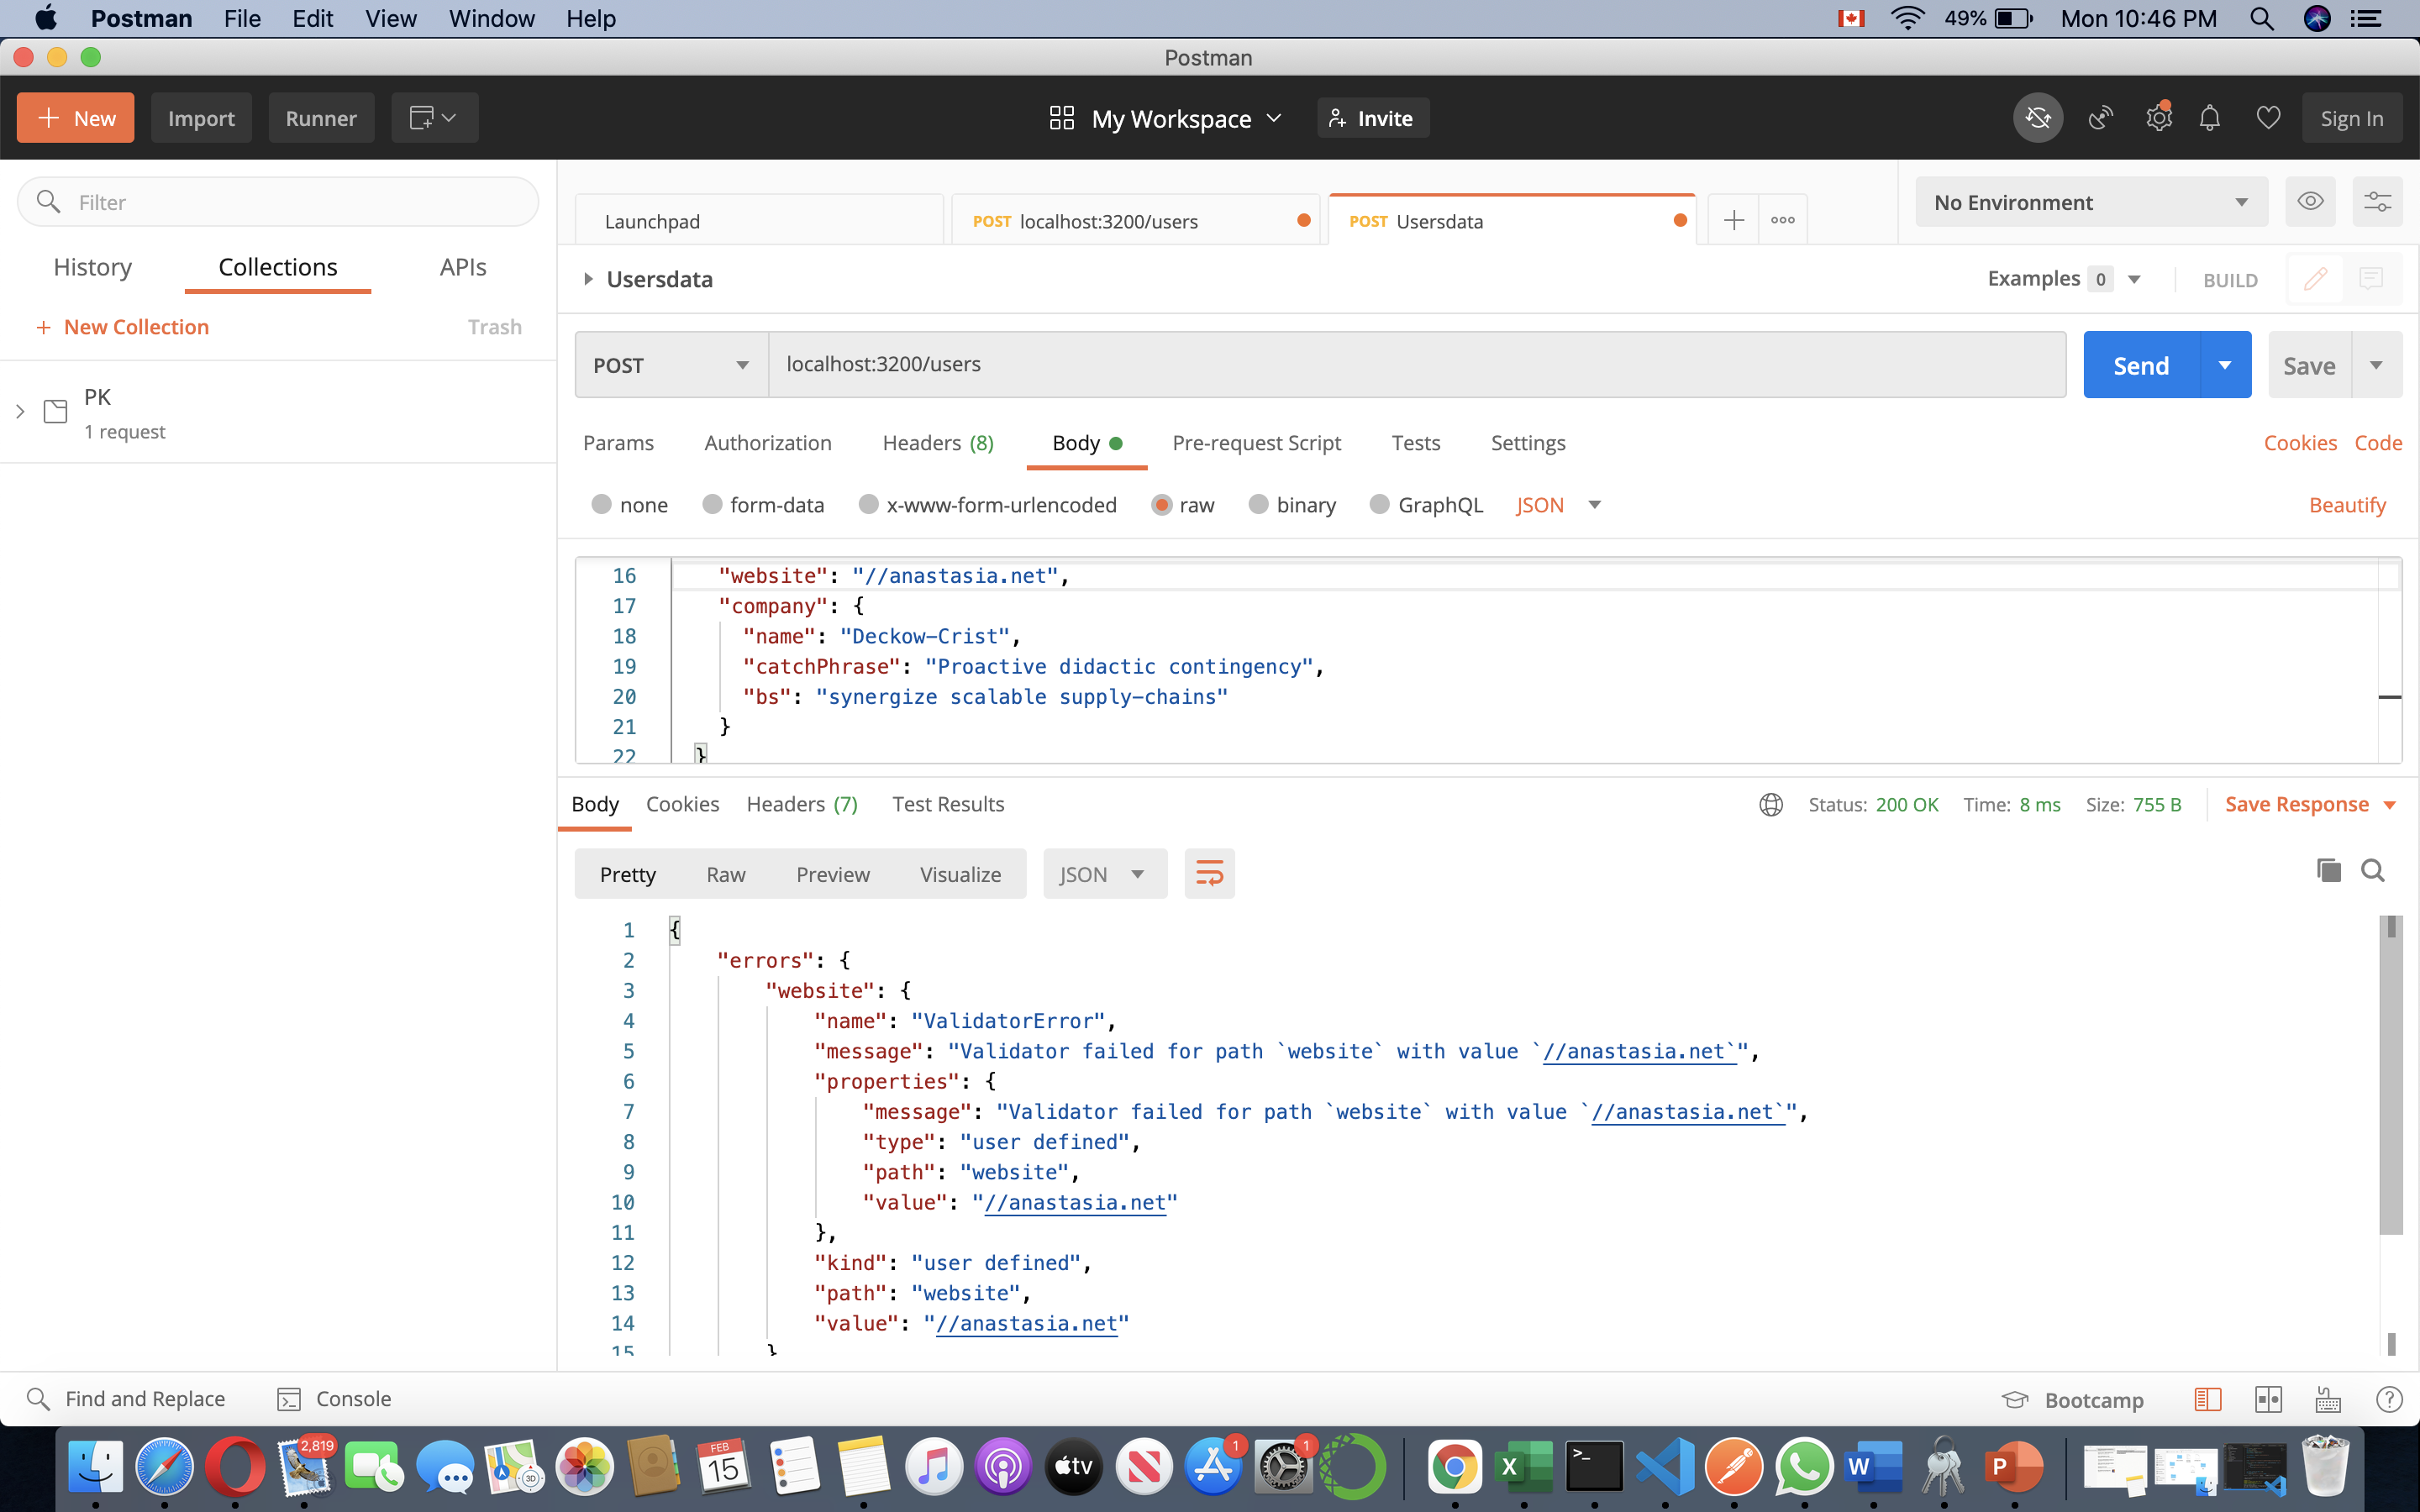 Postman File Edit View Window Help 49% Mon 10:46 PM
Postman
+ New Import Runner My Workspace Invite Sign In
Filter
History Collections APIs
+ New Collection Trash
PK
1 request
Launchpad POST localhost:3200/users POST Usersdata No Environment
Usersdata Examples 0 BUILD
POST localhost:3200/users Send Save
Params Authorization Headers (8) Body Pre-request Script Tests Settings Cookies Code
none form-data x-www-form-urlencoded raw binary GraphQL JSON Beautify
16 "website": "//anastasia.net",
17 "company": {
18 "name": "Deckow-Crist",
19 "catchPhrase": "Proactive didactic contingency",
20 "bs": "synergize scalable supply-chains"
21 }
22 }
Body Cookies Headers (7) Test Results Status: 200 OK Time: 8 ms Size: 755 B Save Response
Pretty Raw Preview Visualize JSON
1 {
2 "errors": {
3 "website": {
4 "name": "ValidatorError",
5 "message": "Validator failed for path `website` with value `//anastasia.net`",
6 "properties": {
7 "message": "Validator failed for path `website` with value `//anastasia.net`",
8 "type": "user defined",
9 "path": "website",
10 "value": "//anastasia.net"
11 },
12 "kind": "user defined",
13 "path": "website",
14 "value": "//anastasia.net"
15 }
Find and Replace Console Bootcamp
2,819 3D FEB 15 tv 1 1 X >_ W P